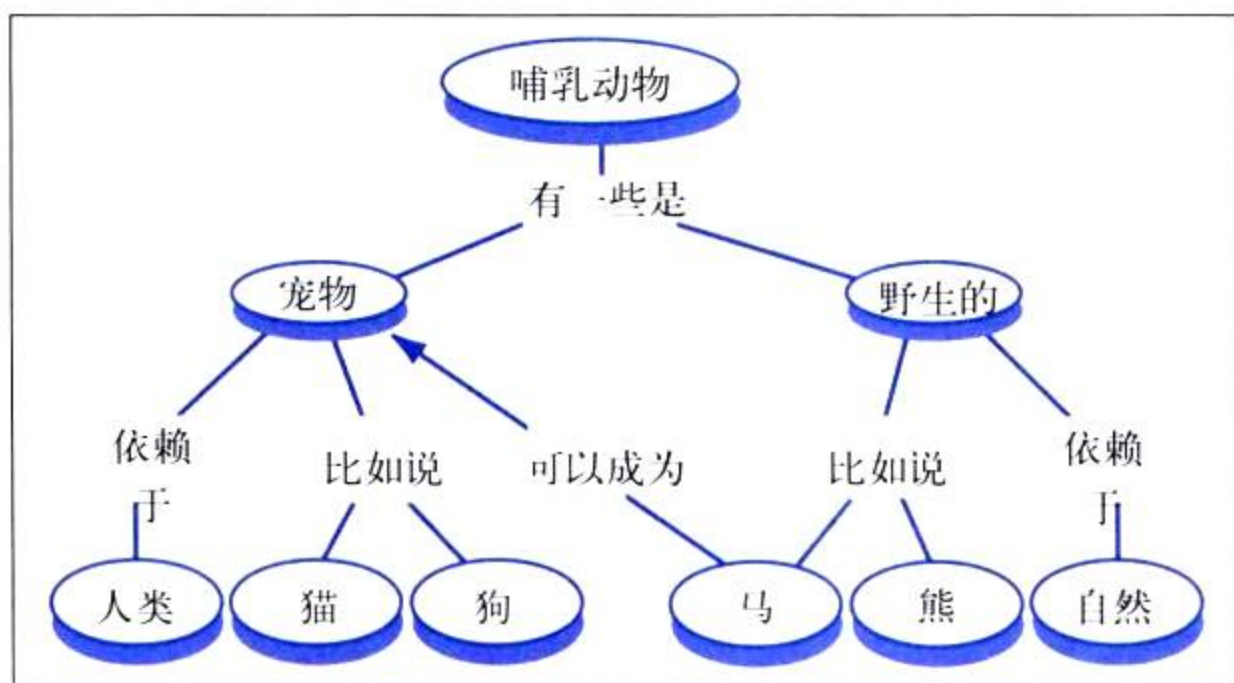 哺乳动物
有一些是
宠物
野生的
依赖
于
比如说
可以成为
比如说
依赖
于
人类
猫
狗
马
熊
自然